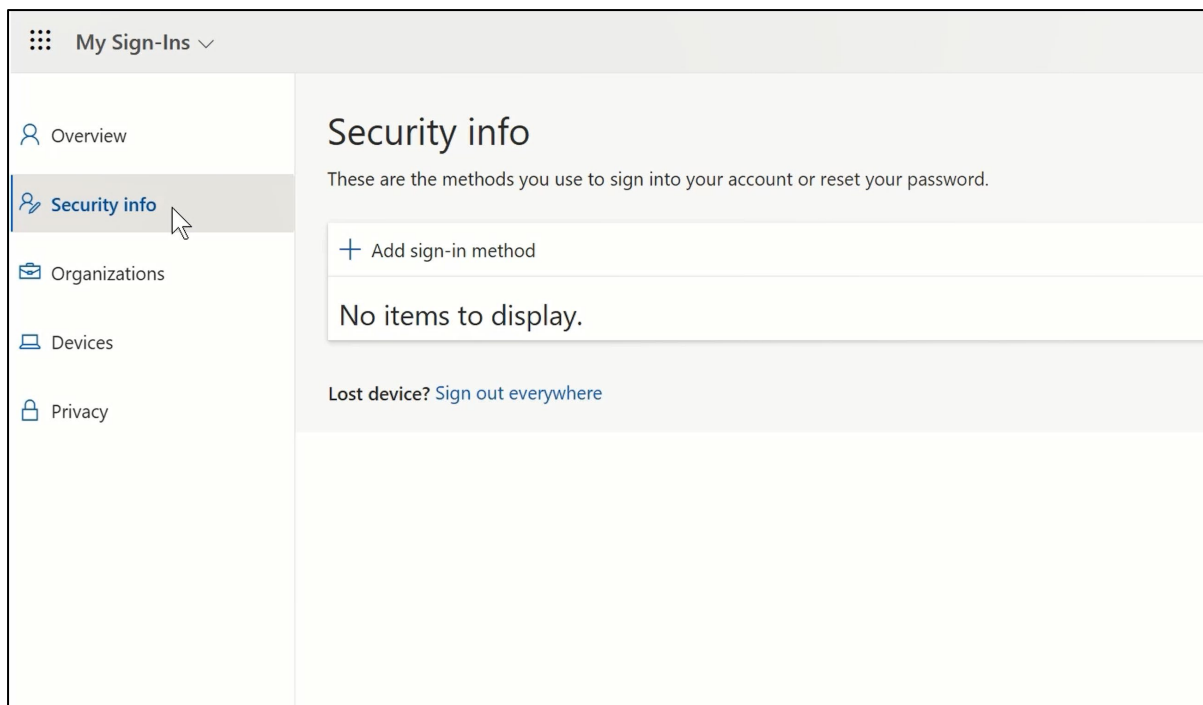 My Sign-Ins
Overview
Security info
Organizations
Devices
Privacy
Security info
These are the methods you use to sign into your account or reset your password.
Add sign-in method
No items to display.
Lost device? Sign out everywhere